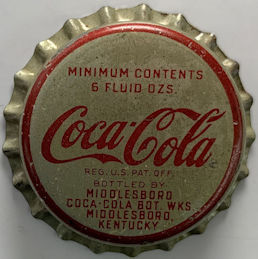 MINIMUM CONTENTS
6 FLUID OZS.
Coca-Cola
REG. U.S. PAT. OFF.
BOTTLED BY
MIDDLESBORO
COCA-COLA BOT. WKS.
MIDDLESBORO,
KENTUCKY